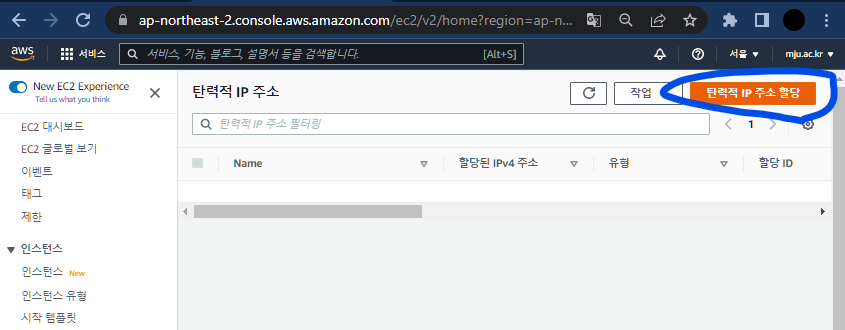 ap-northeast-2.console.aws.amazon.com/ec2/v2/home?region=ap-n...
aws 서비스 서비스, 기능, 블로그, 설명서 등을 검색합니다. [Alt+S] 서울 ▼ mju.ac.kr ▼
New EC2 Experience
Tell us what you think
EC2 대시보드
EC2 글로벌 보기
이벤트
태그
제한
인스턴스
인스턴스 New
인스턴스 유형
시작 템플릿
탄력적 IP 주소 작업 탄력적 IP 주소 할당
탄력적 IP 주소 필터링 1
Name 할당된 IPv4 주소 유형 할당 ID